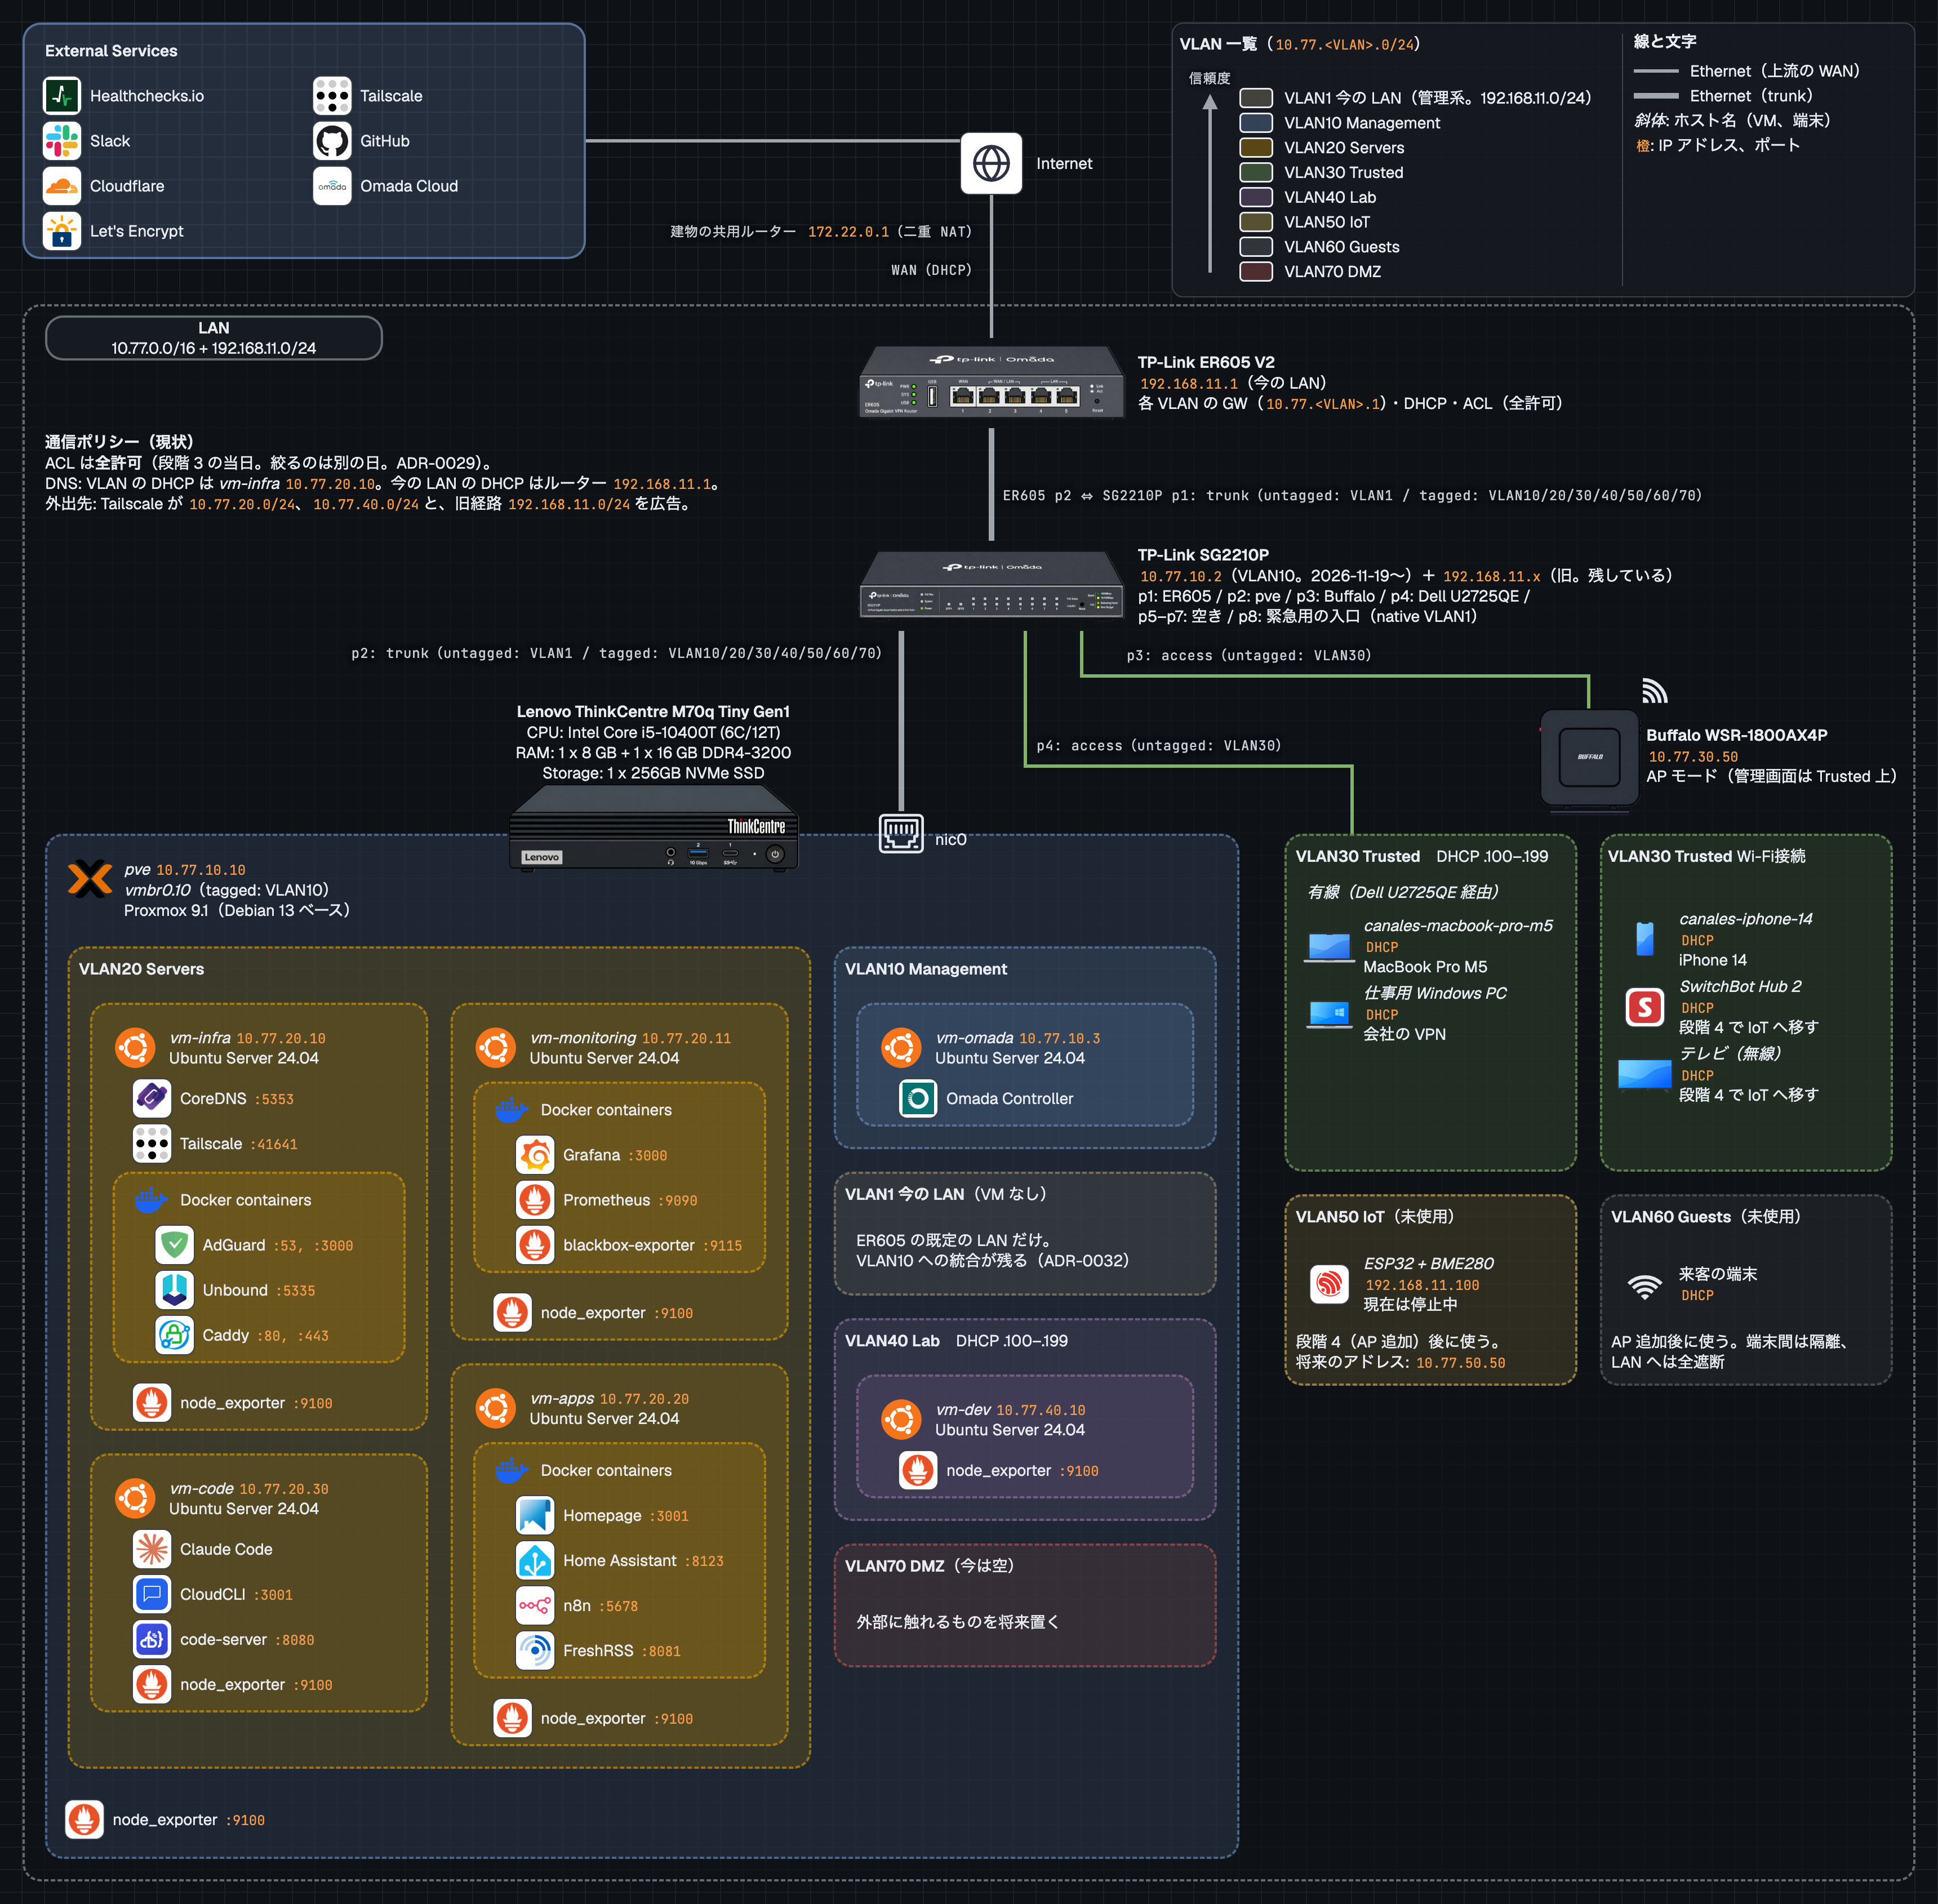 External Services
Healthchecks.io
Tailscale
Slack
GitHub
Cloudflare
omada
Omada Cloud
Let's Encrypt
Internet
建物の共用ルーター 172.22.0.1（二重 NAT）
WAN（DHCP）
VLAN 一覧（10.77.<VLAN>.0/24）
信頼度
VLAN1 今の LAN（管理系。192.168.11.0/24）
VLAN10 Management
VLAN20 Servers
VLAN30 Trusted
VLAN40 Lab
VLAN50 IoT
VLAN60 Guests
VLAN70 DMZ
線と文字
Ethernet（上流の WAN）
Ethernet（trunk）
斜体: ホスト名（VM、端末）
橙: IP アドレス、ポート
LAN
10.77.0.0/16 + 192.168.11.0/24
tp-link | Omada
tp-link
ER605
Omada Gigabit VPN Router
PWR
SYS
USB
USB
WAN
WAN / LAN
LAN
1 2 3 4 5
Reset
TP-Link ER605 V2
192.168.11.1（今の LAN）
各 VLAN の GW（10.77.<VLAN>.1）・DHCP・ACL（全許可）
通信ポリシー（現状）
ACL は全許可（段階 3 の当日。絞るのは別の日。ADR-0029）。
DNS: VLAN の DHCP は vm-infra 10.77.20.10。今の LAN の DHCP はルーター 192.168.11.1。
外出先: Tailscale が 10.77.20.0/24、10.77.40.0/24 と、旧経路 192.168.11.0/24 を広告。
ER605 p2 ⇔ SG2210P p1: trunk（untagged: VLAN1 / tagged: VLAN10/20/30/40/50/60/70）
tp-link | Omada
tp-link
TP-Link SG2210P
10.77.10.2（VLAN10。2026-11-19〜）＋ 192.168.11.x（旧。残している）
p1: ER605 / p2: pve / p3: Buffalo / p4: Dell U2725QE /
p5–p7: 空き / p8: 緊急用の入口（native VLAN1）
p2: trunk（untagged: VLAN1 / tagged: VLAN10/20/30/40/50/60/70）
p3: access（untagged: VLAN30）
p4: access（untagged: VLAN30）
BUFFALO
Buffalo WSR-1800AX4P
10.77.30.50
AP モード（管理画面は Trusted 上）
Lenovo ThinkCentre M70q Tiny Gen1
CPU: Intel Core i5-10400T (6C/12T)
RAM: 1 x 8 GB + 1 x 16 GB DDR4-3200
Storage: 1 x 256GB NVMe SSD
ThinkCentre
Lenovo
nic0
pve 10.77.10.10
vmbr0.10（tagged: VLAN10）
Proxmox 9.1（Debian 13 ベース）
VLAN20 Servers
vm-infra 10.77.20.10
Ubuntu Server 24.04
CoreDNS :5353
Tailscale :41641
Docker containers
AdGuard :53, :3000
Unbound :5335
Caddy :80, :443
node_exporter :9100
vm-monitoring 10.77.20.11
Ubuntu Server 24.04
Docker containers
Grafana :3000
Prometheus :9090
blackbox-exporter :9115
node_exporter :9100
vm-code 10.77.20.30
Ubuntu Server 24.04
Claude Code
CloudCLI :3001
code-server :8080
node_exporter :9100
vm-apps 10.77.20.20
Ubuntu Server 24.04
Docker containers
Homepage :3001
Home Assistant :8123
n8n :5678
FreshRSS :8081
node_exporter :9100
node_exporter :9100
VLAN10 Management
vm-omada 10.77.10.3
Ubuntu Server 24.04
Omada Controller
VLAN1 今の LAN（VM なし）
ER605 の既定の LAN だけ。
VLAN10 への統合が残る（ADR-0032）
VLAN40 Lab DHCP .100–.199
vm-dev 10.77.40.10
Ubuntu Server 24.04
node_exporter :9100
VLAN70 DMZ（今は空）
外部に触れるものを将来置く
VLAN30 Trusted DHCP .100–.199
有線（Dell U2725QE 経由）
canales-macbook-pro-m5
DHCP
MacBook Pro M5
仕事用 Windows PC
DHCP
会社の VPN
VLAN30 Trusted Wi-Fi接続
canales-iphone-14
DHCP
iPhone 14
SwitchBot Hub 2
DHCP
段階 4 で IoT へ移す
テレビ（無線）
DHCP
段階 4 で IoT へ移す
VLAN50 IoT（未使用）
ESP32 + BME280
192.168.11.100
現在は停止中
段階 4（AP 追加）後に使う。
将来のアドレス: 10.77.50.50
VLAN60 Guests（未使用）
来客の端末
DHCP
AP 追加後に使う。端末間は隔離、
LAN へは全遮断